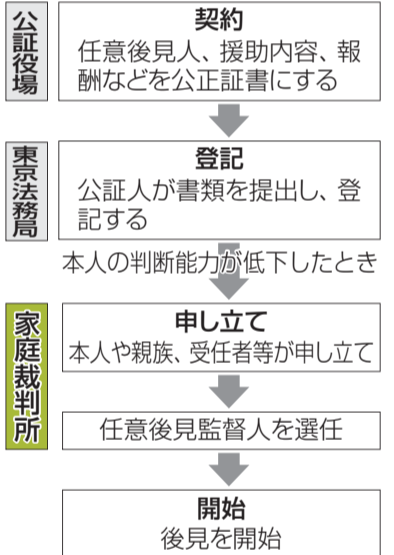 公証役場
契約
任意後見人、援助内容、報
酬などを公正証書にする
東京法務局
登記
公証人が書類を提出し、登
記する
本人の判断能力が低下したとき
家庭裁判所
申し立て
本人や親族、受任者等が申し立て
任意後見監督人を選任
開始
後見を開始